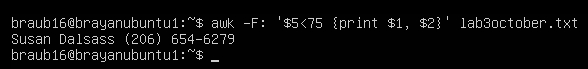 braub16@brayanubuntu1:~$ awk -F: '$5<75 {print $1, $2}' lab3october.txt
Susan Dalsass (206) 654-6279
braub16@brayanubuntu1:~$ _